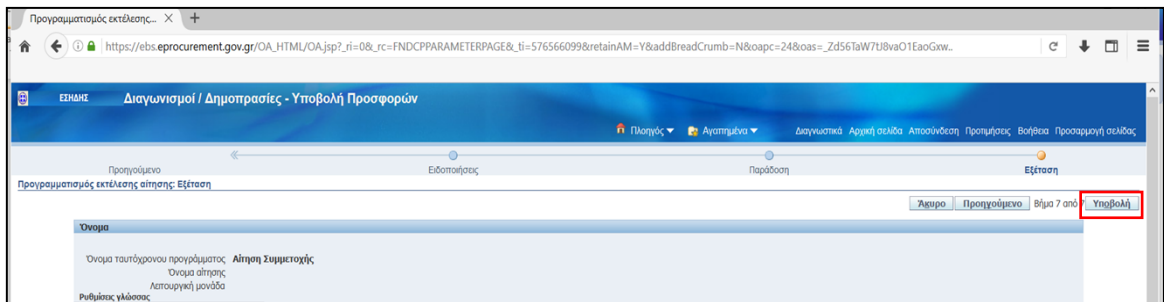 Προγραμματισμός εκτέλεσης...
https://ebs.eprocurement.gov.gr/OA_HTML/OA.jsp?_ri=0&_rc=FNDCPPARAMETERPAGE&_ti=576566099&retainAM=Y&addBreadCrumb=N&oapc=24&oas=_Zd56TaW7tJ8vaO1EaoGxw..
ΕΣΗΔΗΣ Διαγωνισμοί / Δημοπρασίες - Υποβολή Προσφορών
Πλοηγός Αγαπημένα Διαγνωστικά Αρχική σελίδα Αποσύνδεση Προτιμήσεις Βοήθεια Προσαρμογή σελίδας
Προηγούμενο Ειδοποιήσεις Παράδοση Εξέταση
Προγραμματισμός εκτέλεσης αίτησης: Εξέταση
Άκυρο Προηγούμενο Βήμα 7 από 7 Υποβολή
Όνομα
Όνομα ταυτόχρονου προγράμματος Αίτηση Συμμετοχής
Όνομα αίτησης
Λειτουργική μονάδα
Ρυθμίσεις γλώσσας